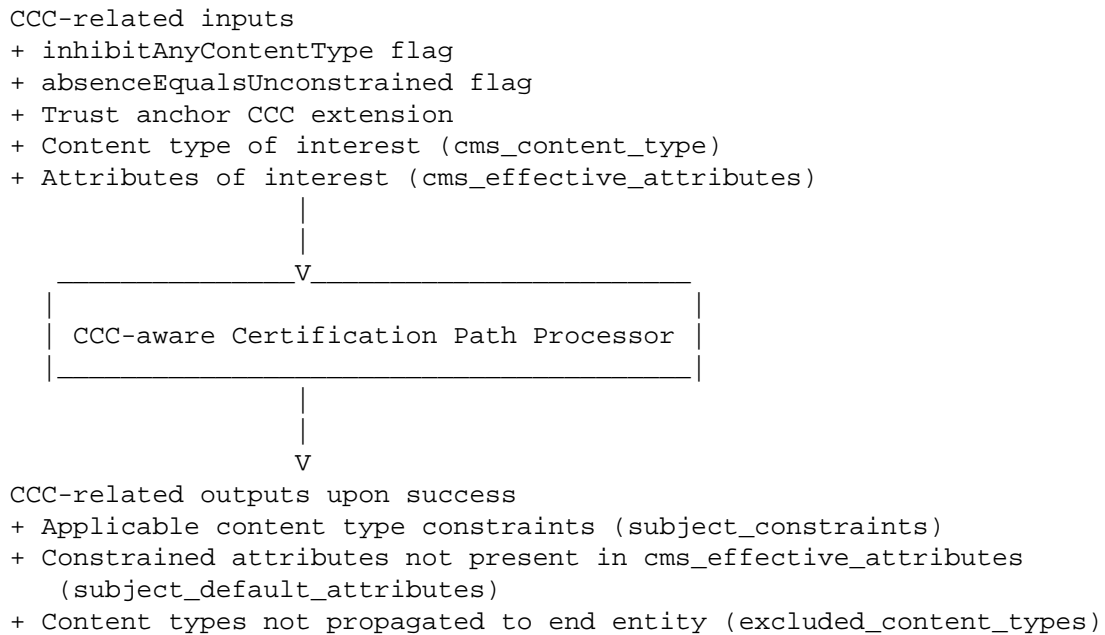 CCC-related inputs
+ inhibitAnyContentType flag
+ absenceEqualsUnconstrained flag
+ Trust anchor CCC extension
+ Content type of interest (cms_content_type)
+ Attributes of interest (cms_effective_attributes)
V
CCC-aware Certification Path Processor
V
CCC-related outputs upon success
+ Applicable content type constraints (subject_constraints)
+ Constrained attributes not present in cms_effective_attributes
(subject_default_attributes)
+ Content types not propagated to end entity (excluded_content_types)